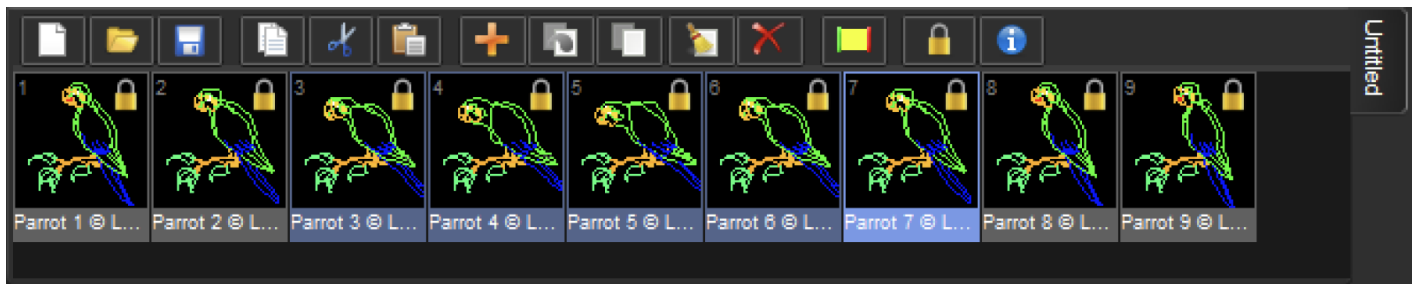 Untitled
1
2
3
4
5
6
7
8
9
Parrot 1 © L...
Parrot 2 © L...
Parrot 3 © L...
Parrot 4 © L...
Parrot 5 © L...
Parrot 6 © L...
Parrot 7 © L...
Parrot 8 © L...
Parrot 9 © L...